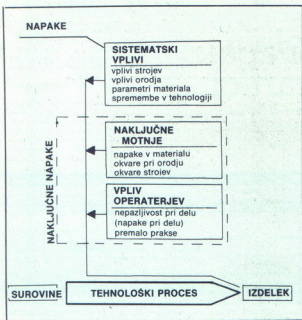 NAPAKE
SISTEMATSKI
VPLIVI
vplivi strojev
vplivi orodja
parametri materiala
spremembe v tehnologiji
NAKLJUČNE NAPAKE
NAKLJUČNE
MOTNJE
napake v materialu
okvare pri orodju
okvare strojev
VPLIV
OPERATERJEV
nepazljivost pri delu
(napake pri delu)
premalo prakse
SUROVINE
TEHNOLOŠKI PROCES
IZDELEK